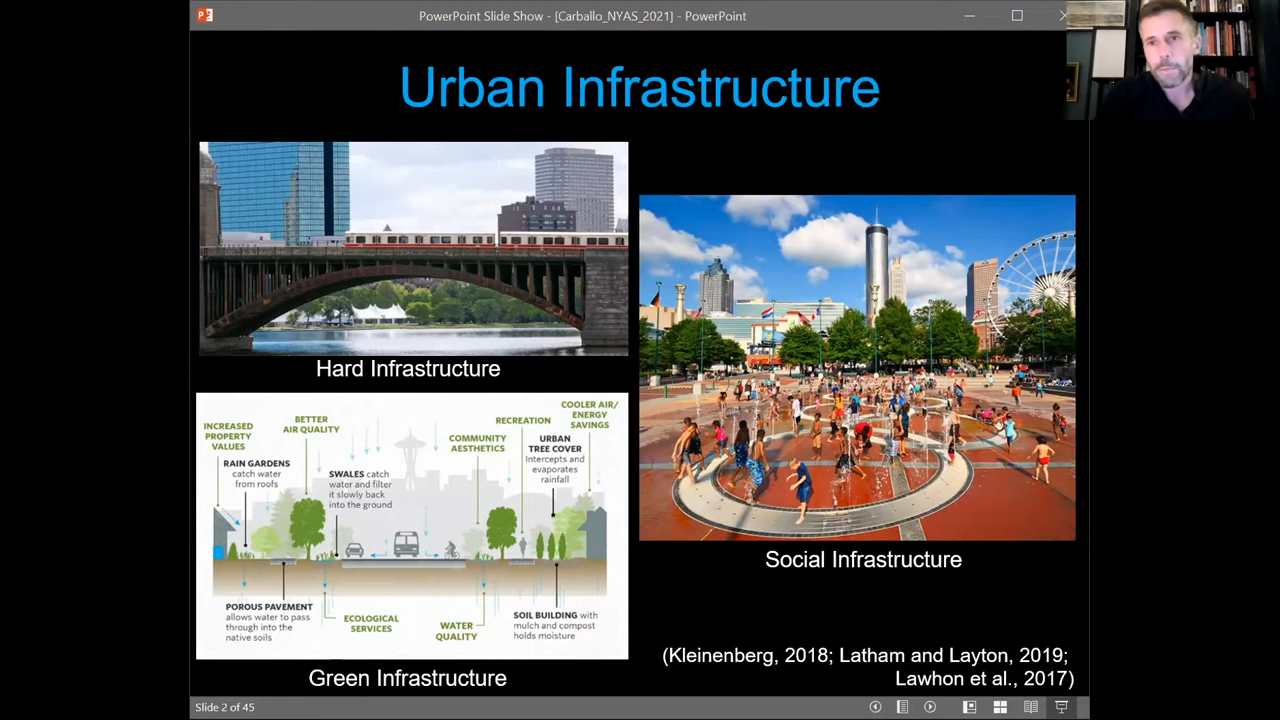 PowerPoint Slide Show - [Carballo_NYAS_2021] - PowerPoint
Urban Infrastructure
Hard Infrastructure
INCREASED
PROPERTY
VALUES
BETTER
AIR QUALITY
COMMUNITY
AESTHETICS
RECREATION
COOLER AIR/
ENERGY
SAVINGS
RAIN GARDENS
catch water
from roofs
SWALES catch
water and filter
it slowly back
into the ground
URBAN
TREE COVER
Intercepts and
evaporates
rainfall
POROUS PAVEMENT
allows water to pass
through into the
native soils
ECOLOGICAL
SERVICES
WATER
QUALITY
SOIL BUILDING with
mulch and compost
holds moisture
Green Infrastructure
Social Infrastructure
(Kleinenberg, 2018; Latham and Layton, 2019;
Lawhon et al., 2017)
Slide 2 of 45